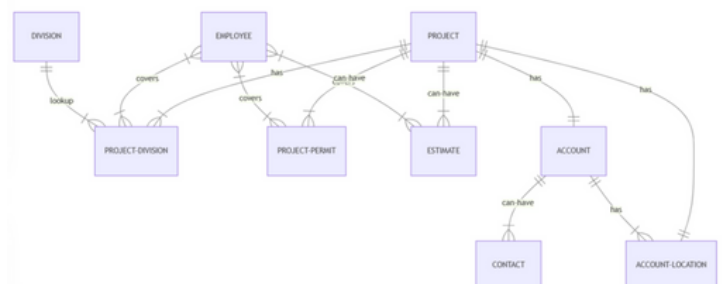 DIVISION
EMPLOYEE
PROJECT
covers
has
can-have
has
lookup
covers
can-have
has
PROJECT-DIVISION
PROJECT-PERMIT
ESTIMATE
ACCOUNT
can-have
has
CONTACT
ACCOUNT-LOCATION